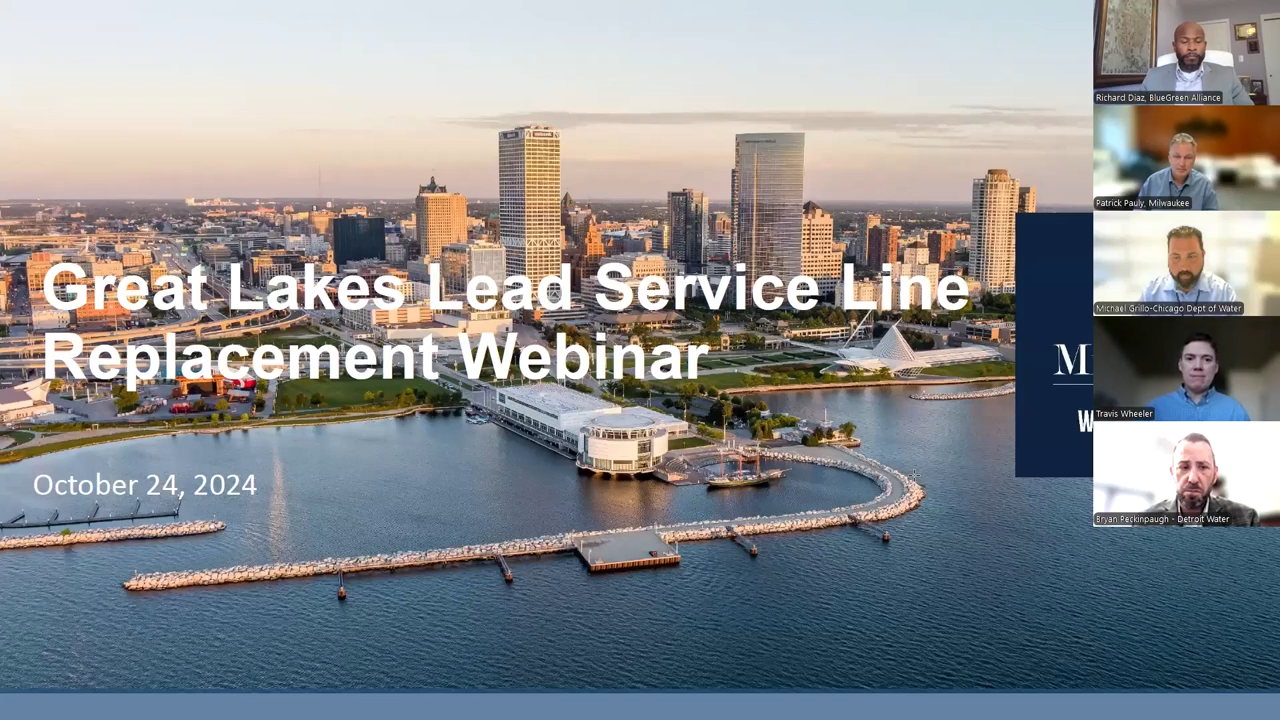 Great Lakes Lead Service Line
Replacement Webinar
October 24, 2024
M
W
Richard Diaz, BlueGreen Alliance
Patrick Pauly, Milwaukee
Michael Grillo-Chicago Dept of Water
Travis Wheeler
Bryan Peckinpaugh - Detroit Water